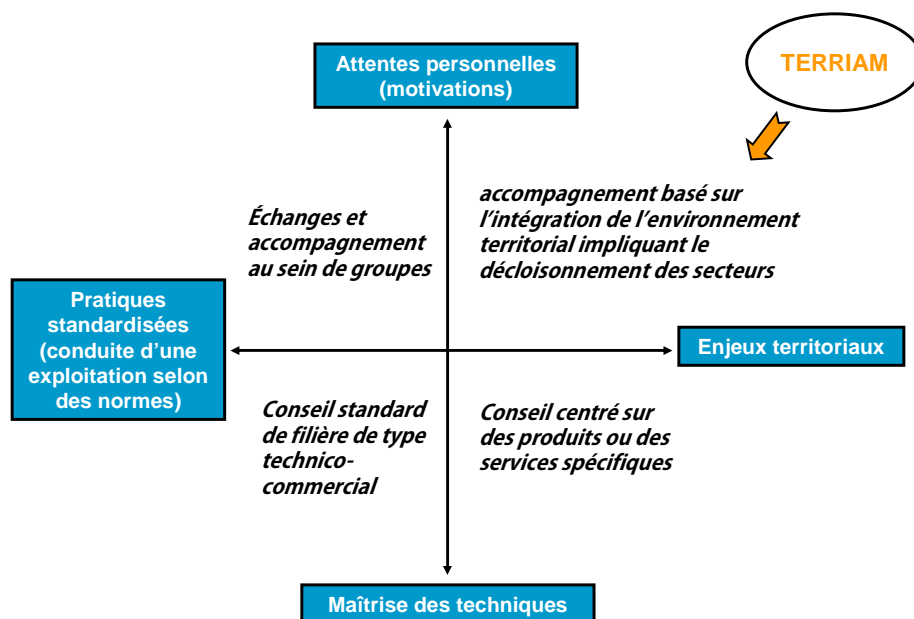 TERRIAM
Attentes personnelles
(motivations)
Échanges et
accompagnement
au sein de groupes
accompagnement basé sur
l’intégration de l’environnement
territorial impliquant le
décloisonnement des secteurs
Pratiques
standardisées
(conduite d’une
exploitation selon
des normes)
Enjeux territoriaux
Conseil standard
de filière de type
technico-
commercial
Conseil centré sur
des produits ou des
services spécifiques
Maîtrise des techniques